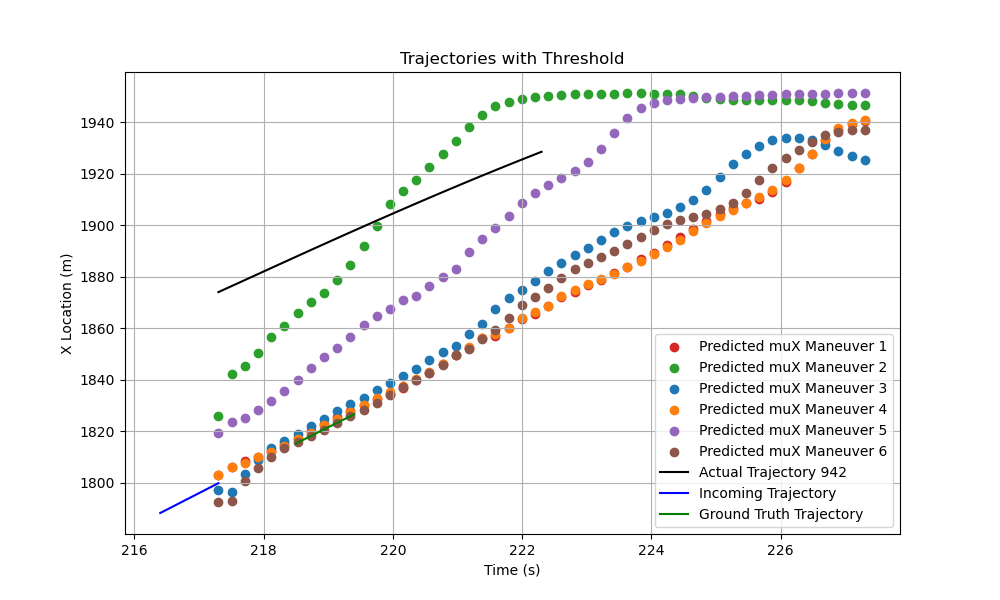 Trajectories with Threshold
X Location (m)
1940
1920
1900
1880
1860
1840
1820
1800
216 218 220 222 224 226
Time (s)
Predicted muX Maneuver 1
Predicted muX Maneuver 2
Predicted muX Maneuver 3
Predicted muX Maneuver 4
Predicted muX Maneuver 5
Predicted muX Maneuver 6
Actual Trajectory 942
Incoming Trajectory
Ground Truth Trajectory